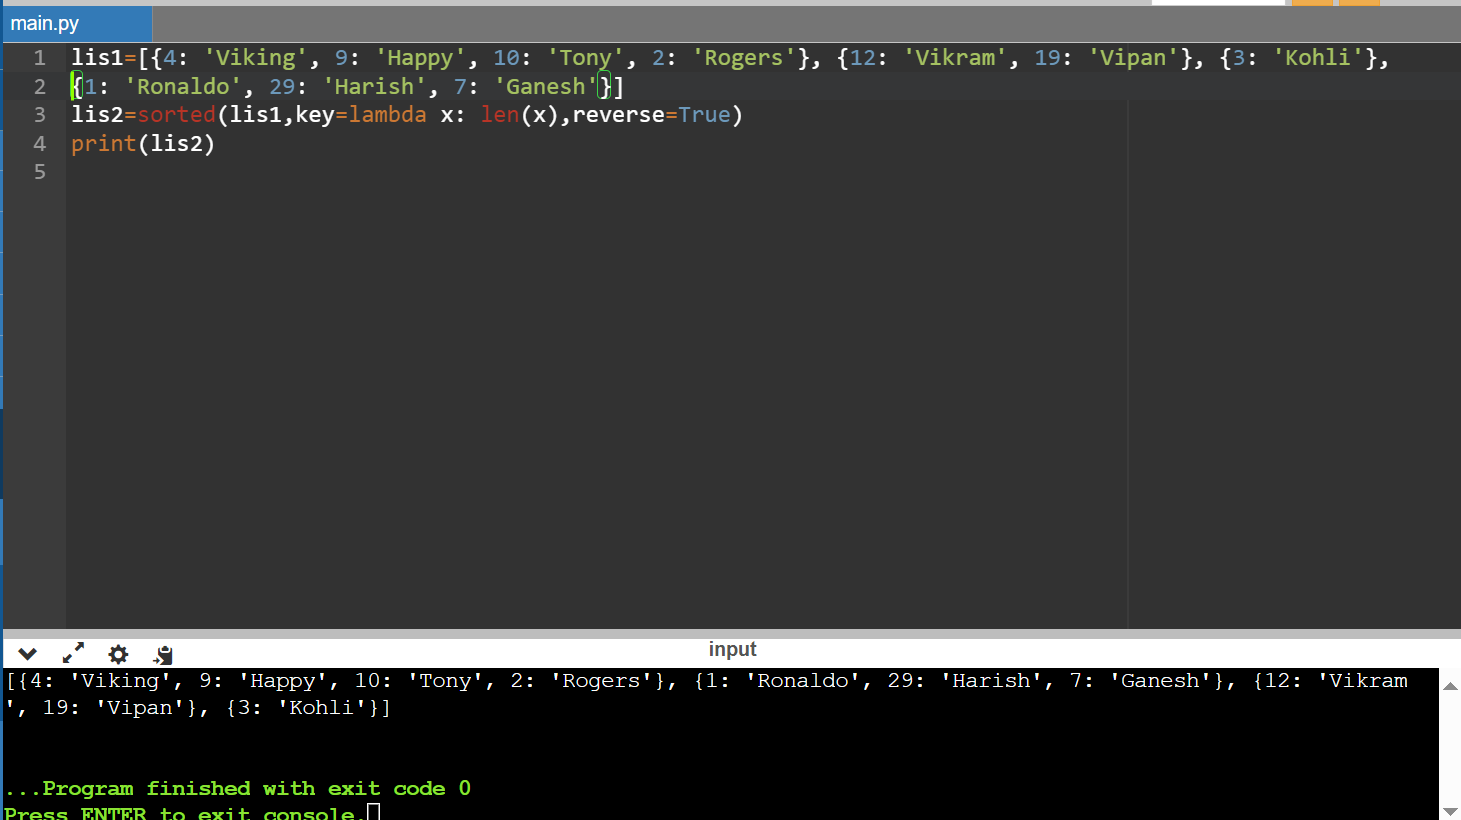 main.py
1 lis1=[{4: 'Viking', 9: 'Happy', 10: 'Tony', 2: 'Rogers'}, {12: 'Vikram', 19: 'Vipan'}, {3: 'Kohli'},
2 {1: 'Ronaldo', 29: 'Harish', 7: 'Ganesh'}]
3 lis2=sorted(lis1,key=lambda x: len(x),reverse=True)
4 print(lis2)
5
input
[{4: 'Viking', 9: 'Happy', 10: 'Tony', 2: 'Rogers'}, {1: 'Ronaldo', 29: 'Harish', 7: 'Ganesh'}, {12: 'Vikram
', 19: 'Vipan'}, {3: 'Kohli'}]
...Program finished with exit code 0
Press ENTER to exit console.